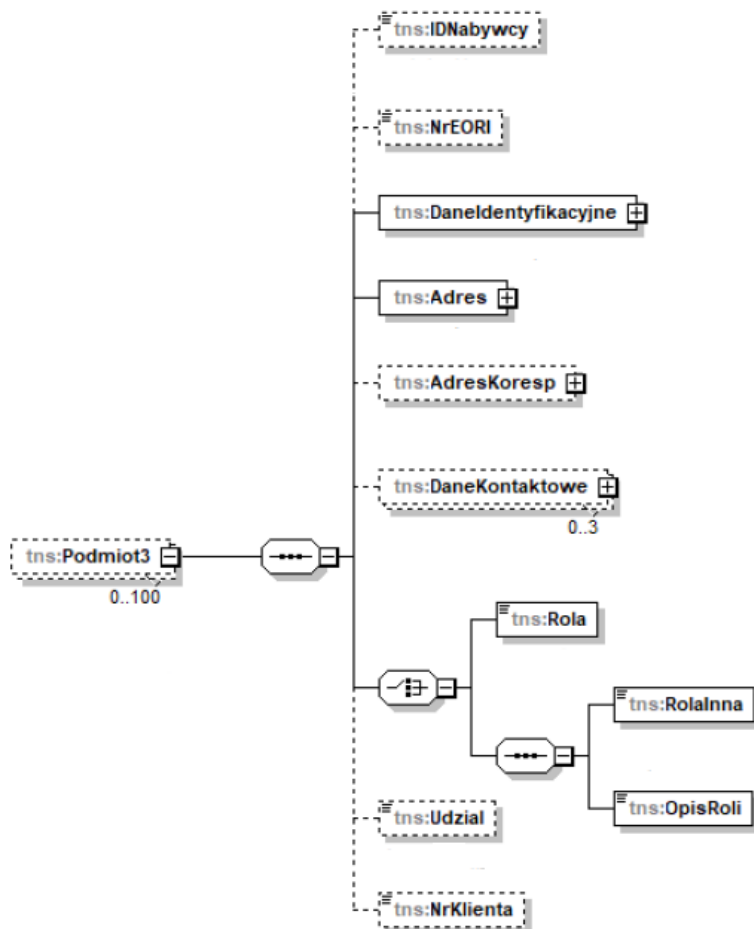 tns:IDNabywcy
tns:NrEORI
tns:DaneIdentyfikacyjne
tns:Adres
tns:AdresKoresp
tns:DaneKontaktowe
0..3
tns:Podmiot3
0..100
tns:Rola
tns:RolaInna
tns:OpisRoli
tns:Udzial
tns:NrKlienta